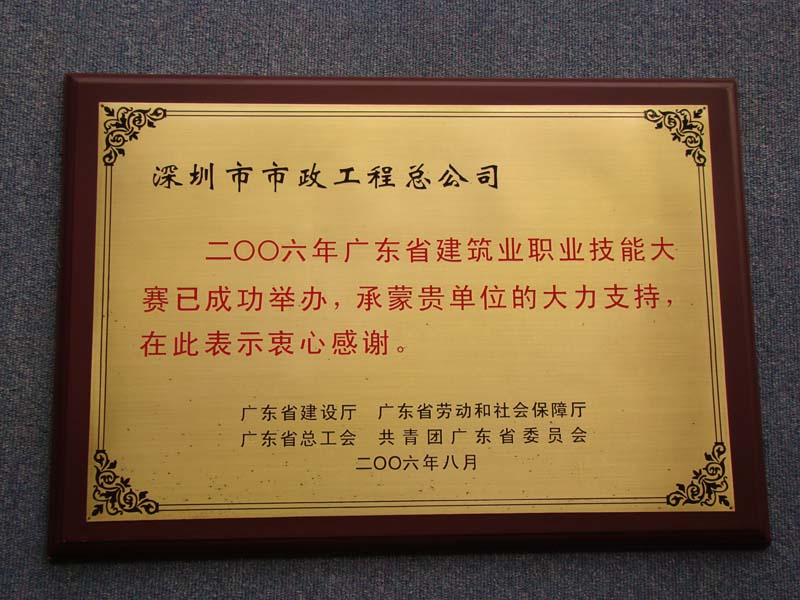 深圳市市政工程总公司
二〇〇六年广东省建筑业职业技能大
赛已成功举办，承蒙贵单位的大力支持，
在此表示衷心感谢。
广东省建设厅 广东省劳动和社会保障厅
广东省总工会 共青团广东省委员会
二〇〇六年八月